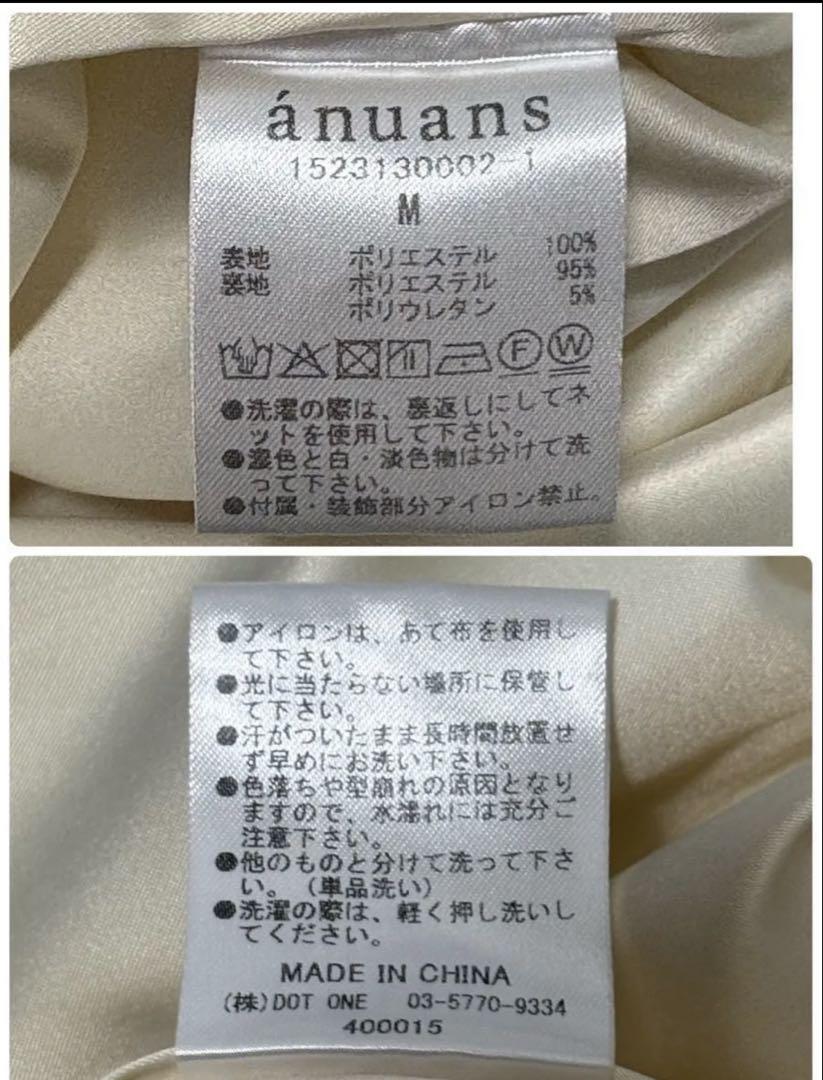 ánuans
1523130002-i
M
表地 ポリエステル 100%
裏地 ポリエステル 95%
ポリウレタン 5%
F W
●洗濯の際は、裏返しにしてネ
ットを使用して下さい。
●濃色と白・淡色物は分けて洗
って下さい。
●付属・装飾部分アイロン禁止。
●アイロンは、あて布を使用し
て下さい。
●光に当たらない場所に保管し
て下さい。
●汗がついたまま長時間放置せ
ず早めにお洗い下さい。
●色落ちや型崩れの原因となり
ますので、水濡れには充分ご
注意下さい。
●他のものと分けて洗って下さ
い。(単品洗い)
●洗濯の際は、軽く押し洗いし
てください。
MADE IN CHINA
(株)DOT ONE 03-5770-9334
400015